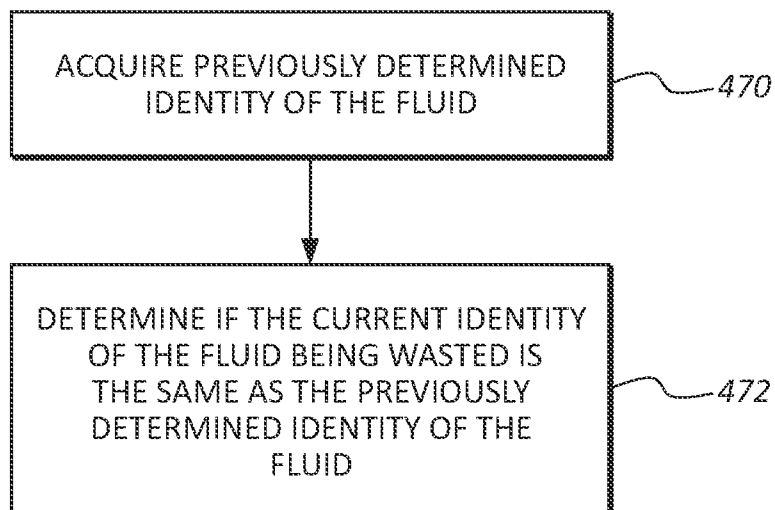 ACQUIRE PREVIOUSLY DETERMINED
IDENTITY OF THE FLUID
470
DETERMINE IF THE CURRENT IDENTITY
OF THE FLUID BEING WASTED IS
THE SAME AS THE PREVIOUSLY
DETERMINED IDENTITY OF THE
FLUID
472